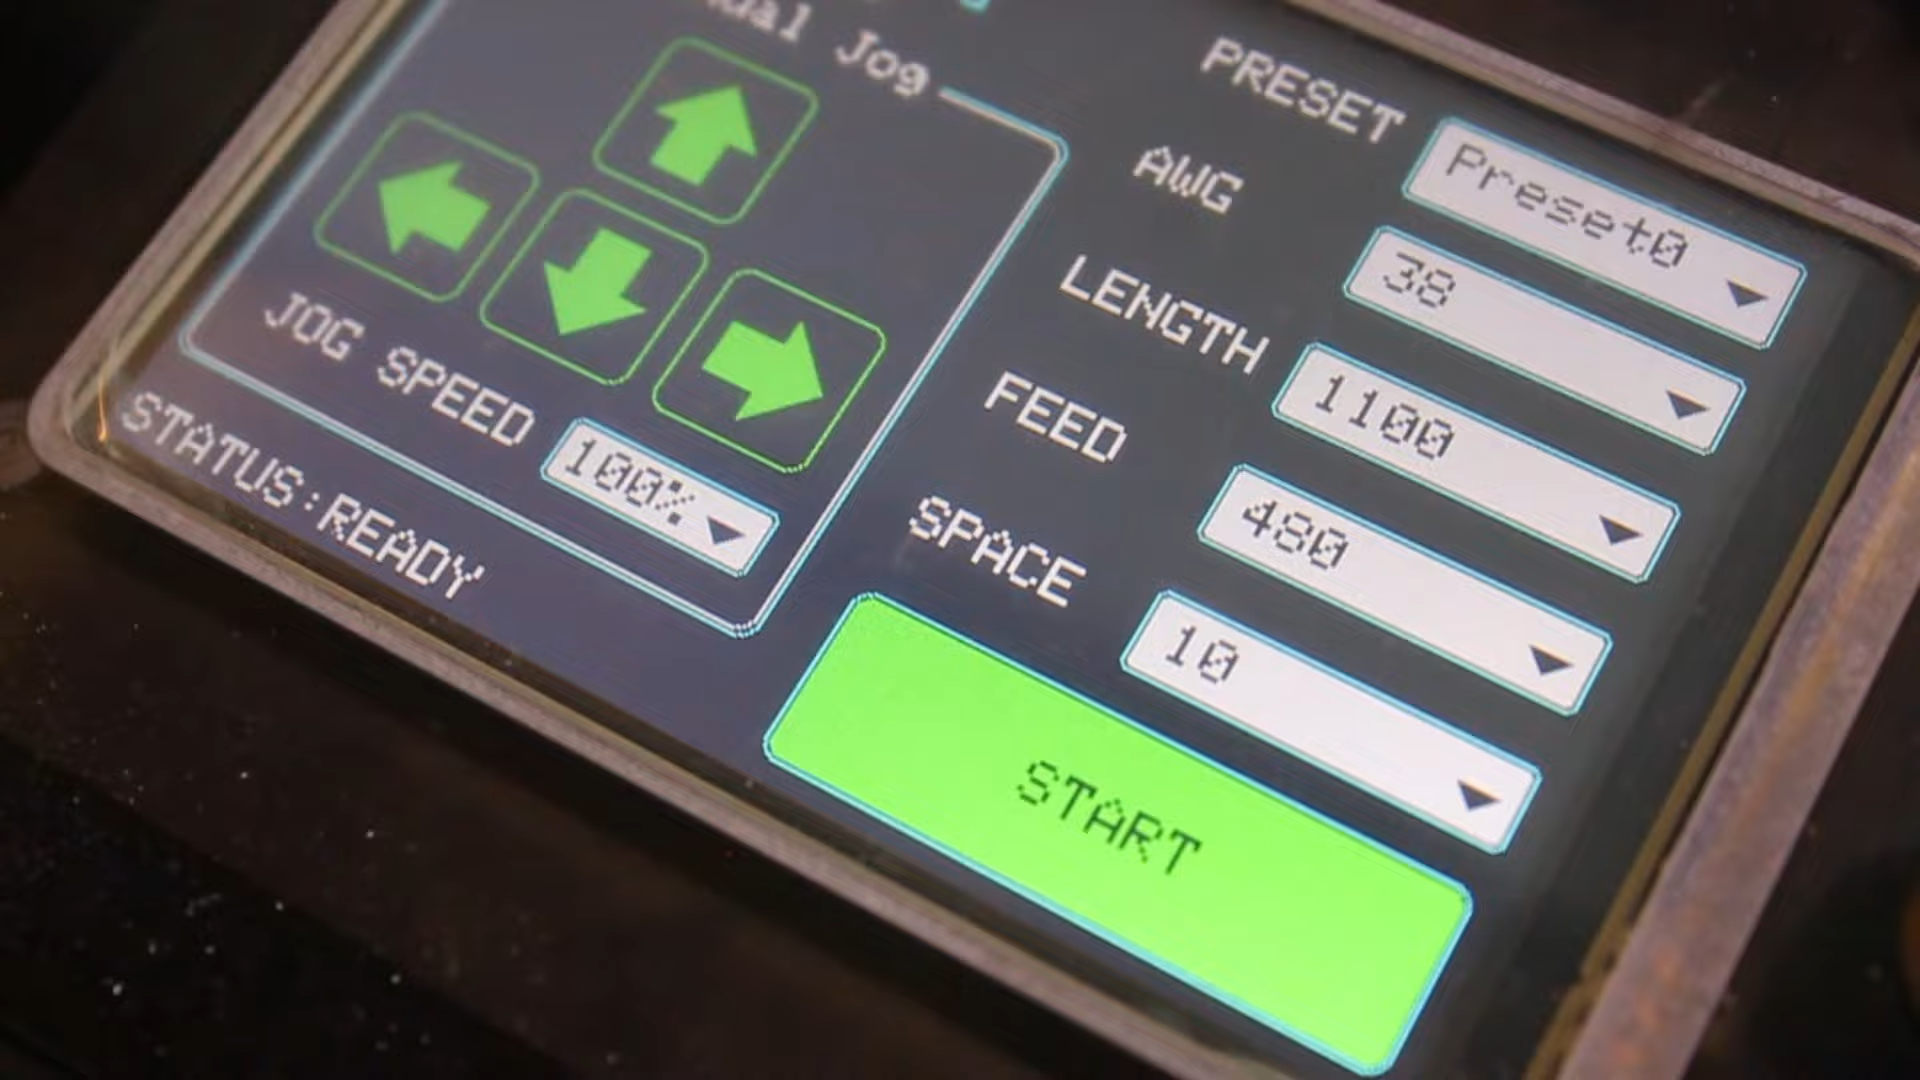 Jog
JOG SPEED 100%
STATUS:READY
PRESET Preset0
AWG 38
LENGTH 1100
FEED 480
SPACE 10
START